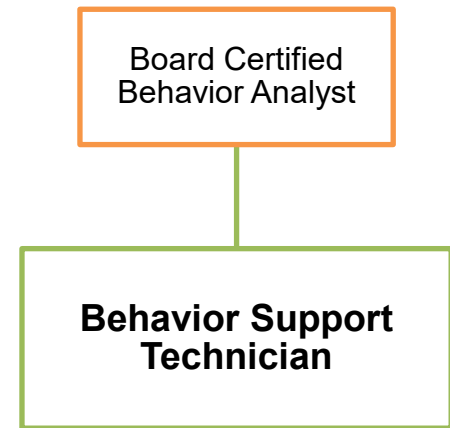 Board Certified
Behavior Analyst
Behavior Support
Technician